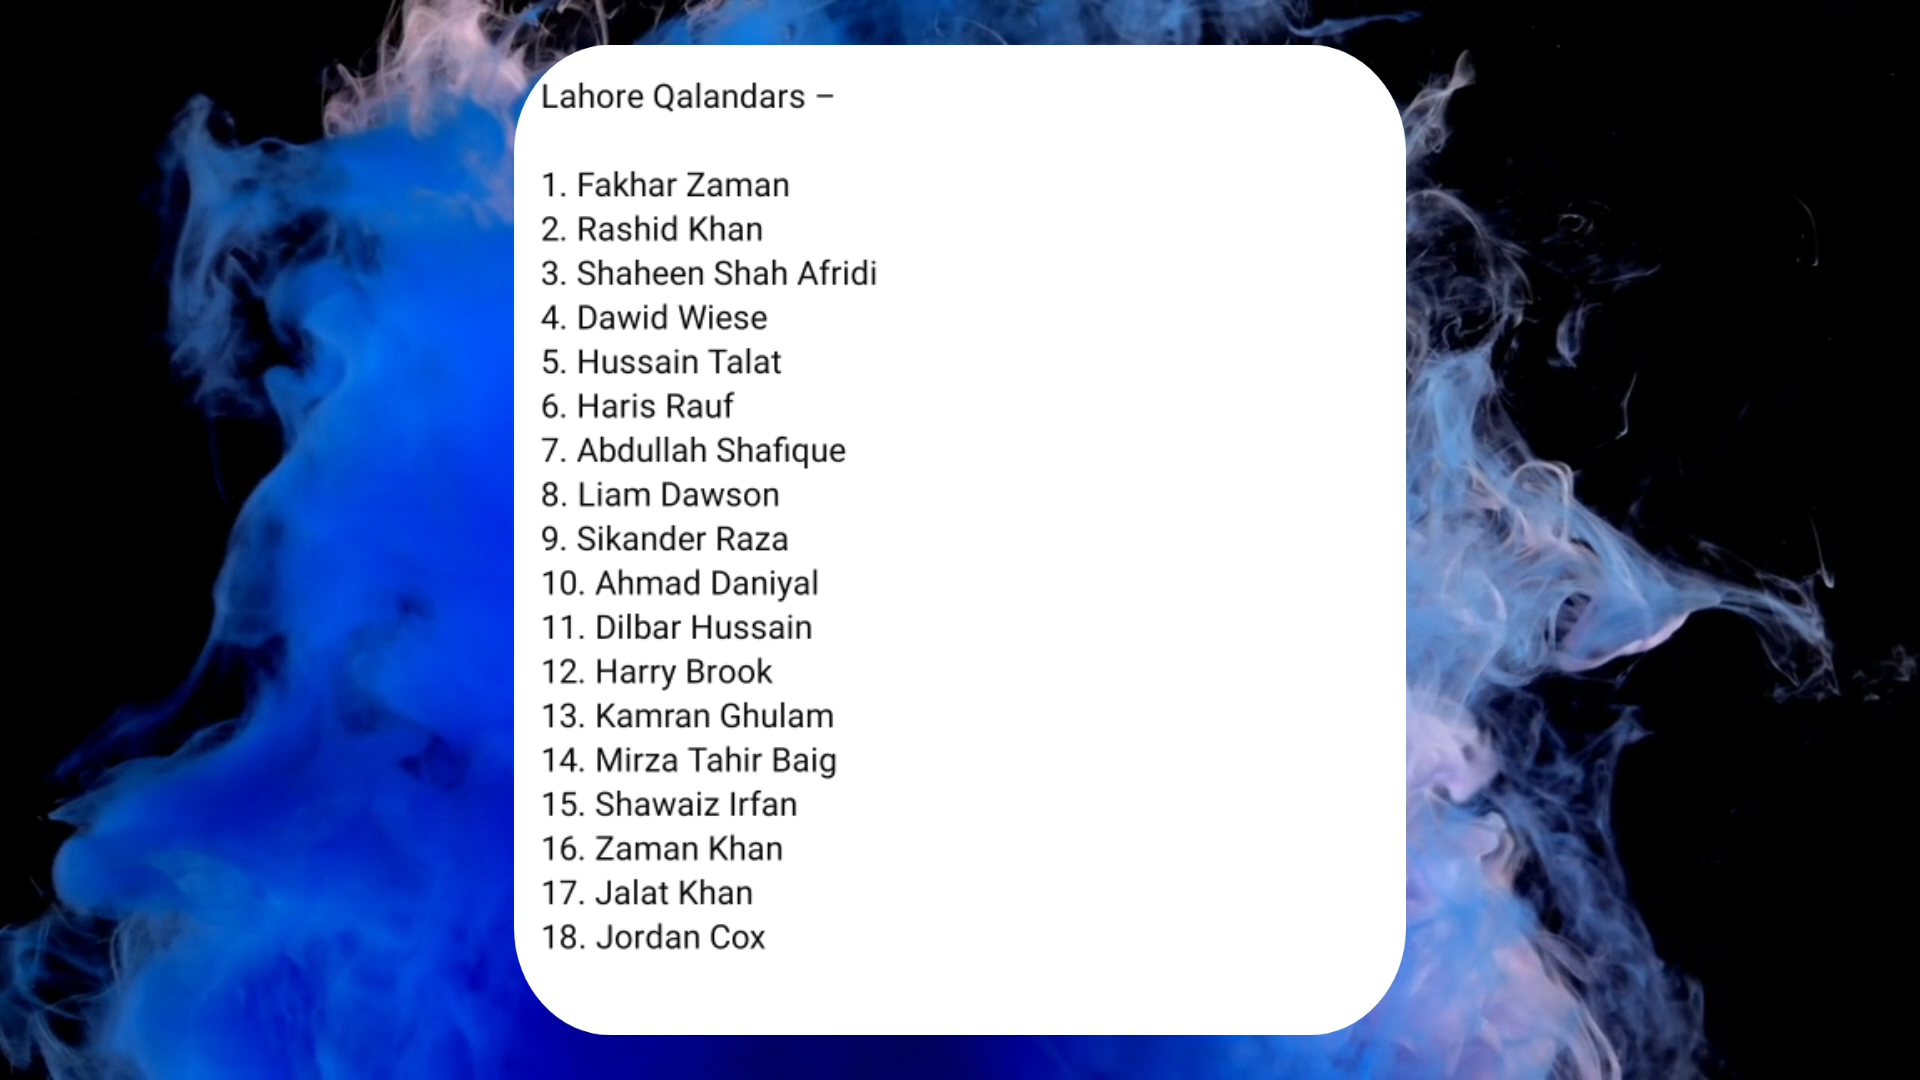 Lahore Qalandars –
1. Fakhar Zaman
2. Rashid Khan
3. Shaheen Shah Afridi
4. Dawid Wiese
5. Hussain Talat
6. Haris Rauf
7. Abdullah Shafique
8. Liam Dawson
9. Sikander Raza
10. Ahmad Daniyal
11. Dilbar Hussain
12. Harry Brook
13. Kamran Ghulam
14. Mirza Tahir Baig
15. Shawaiz Irfan
16. Zaman Khan
17. Jalat Khan
18. Jordan Cox